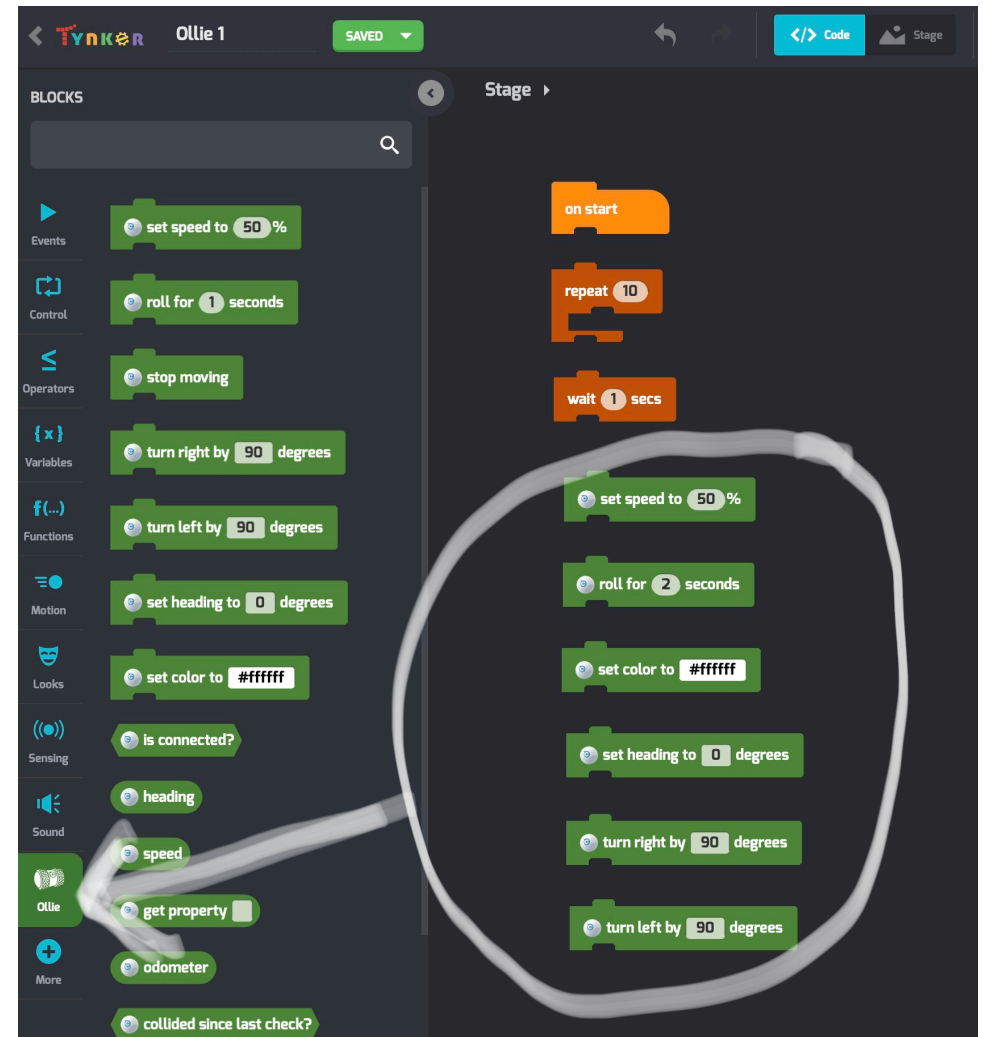 TYNKER Ollie 1 SAVED </> Code Stage
BLOCKS
Stage
Events
Control
Operators
{x}
Variables
f(...)
Functions
Motion
Looks
Sensing
Sound
Ollie
More
set speed to 50 %
roll for 1 seconds
stop moving
turn right by 90 degrees
turn left by 90 degrees
set heading to 0 degrees
set color to #ffffff
is connected?
heading
speed
get property
odometer
collided since last check?
on start
repeat 10
wait 1 secs
set speed to 50 %
roll for 2 seconds
set color to #ffffff
set heading to 0 degrees
turn right by 90 degrees
turn left by 90 degrees